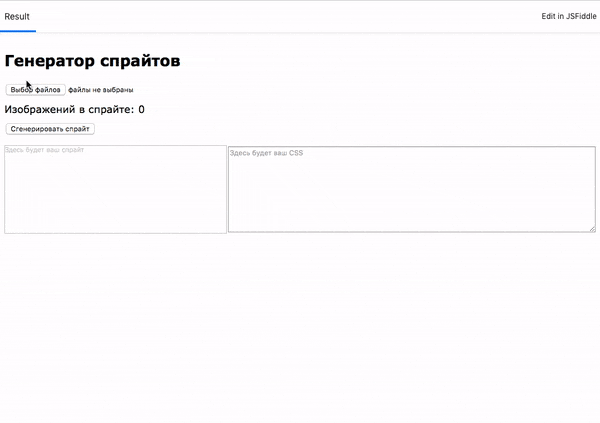 Result
Edit in JSFiddle
Генератор спрайтов
Выбор файлов файлы не выбраны
Изображений в спрайте: 0
Сгенерировать спрайт
Здесь будет ваш спрайт
Здесь будет ваш CSS